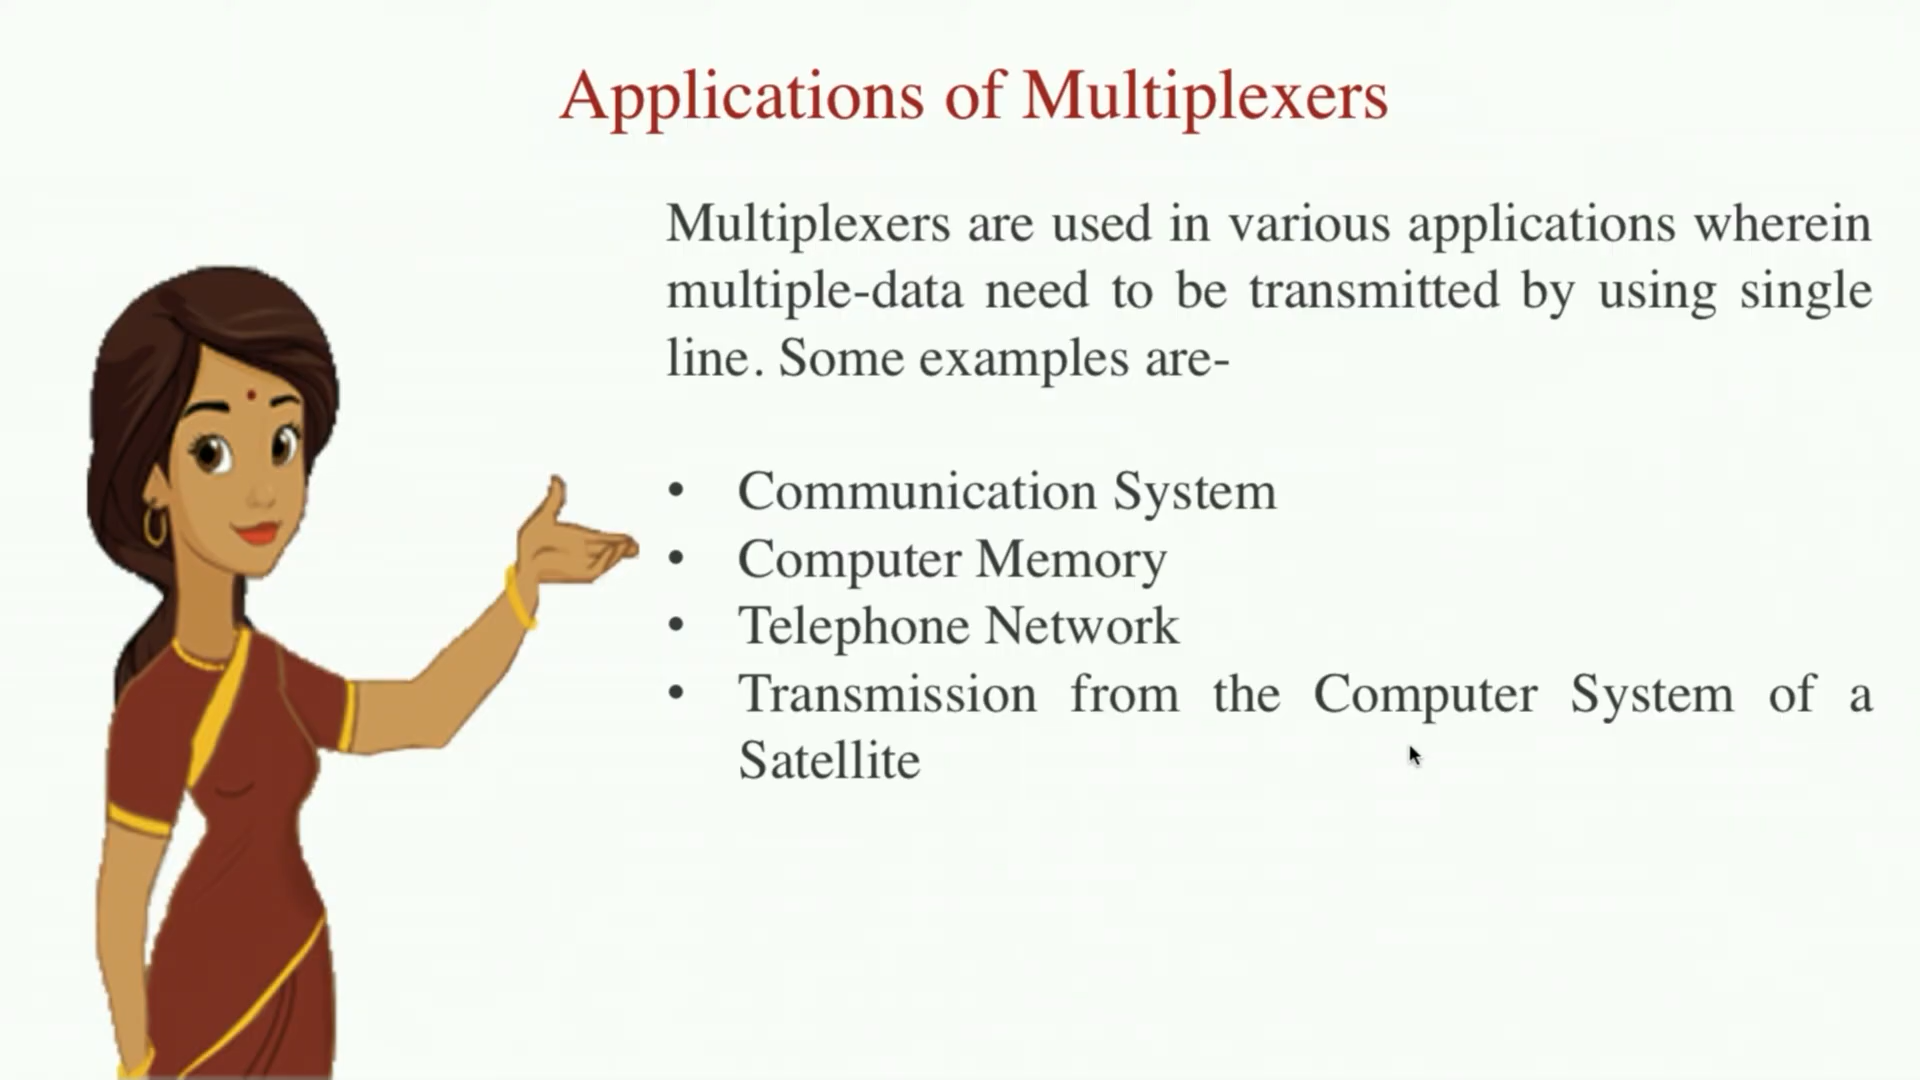 Applications of Multiplexers
Multiplexers are used in various applications wherein
multiple-data need to be transmitted by using single
line. Some examples are-
• Communication System
• Computer Memory
• Telephone Network
• Transmission from the Computer System of a
Satellite